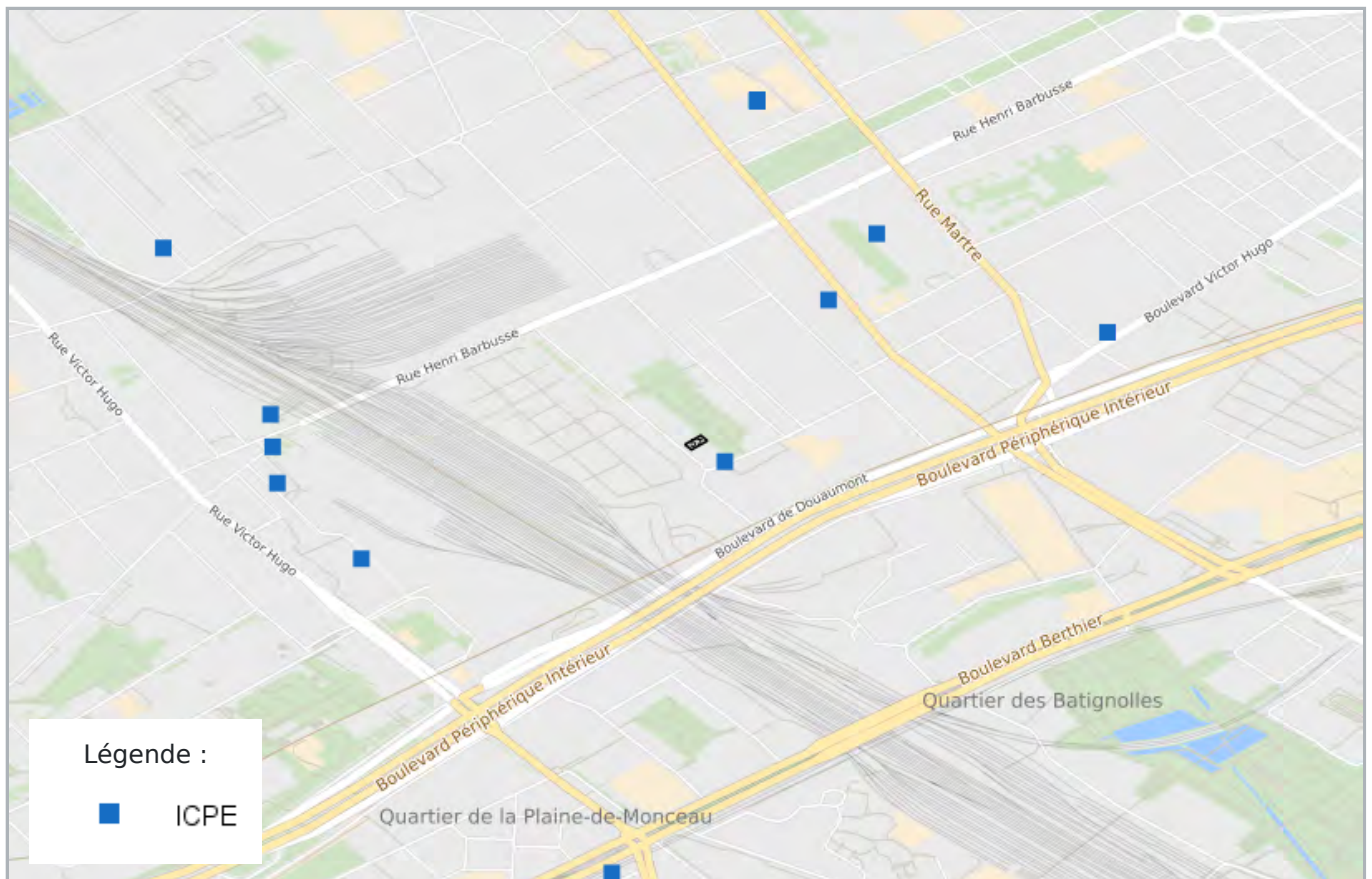 Rue Henri Barbusse
Rue Martre
Boulevard Victor Hugo
Rue Henri Barbusse
Rue Victor Hugo
Boulevard Périphérique Intérieur
Boulevard de Douaumont
Rue Victor Hugo
Boulevard Berthier
Boulevard Périphérique Intérieur
Quartier des Batignolles
Légende :
ICPE
Quartier de la Plaine-de-Monceau